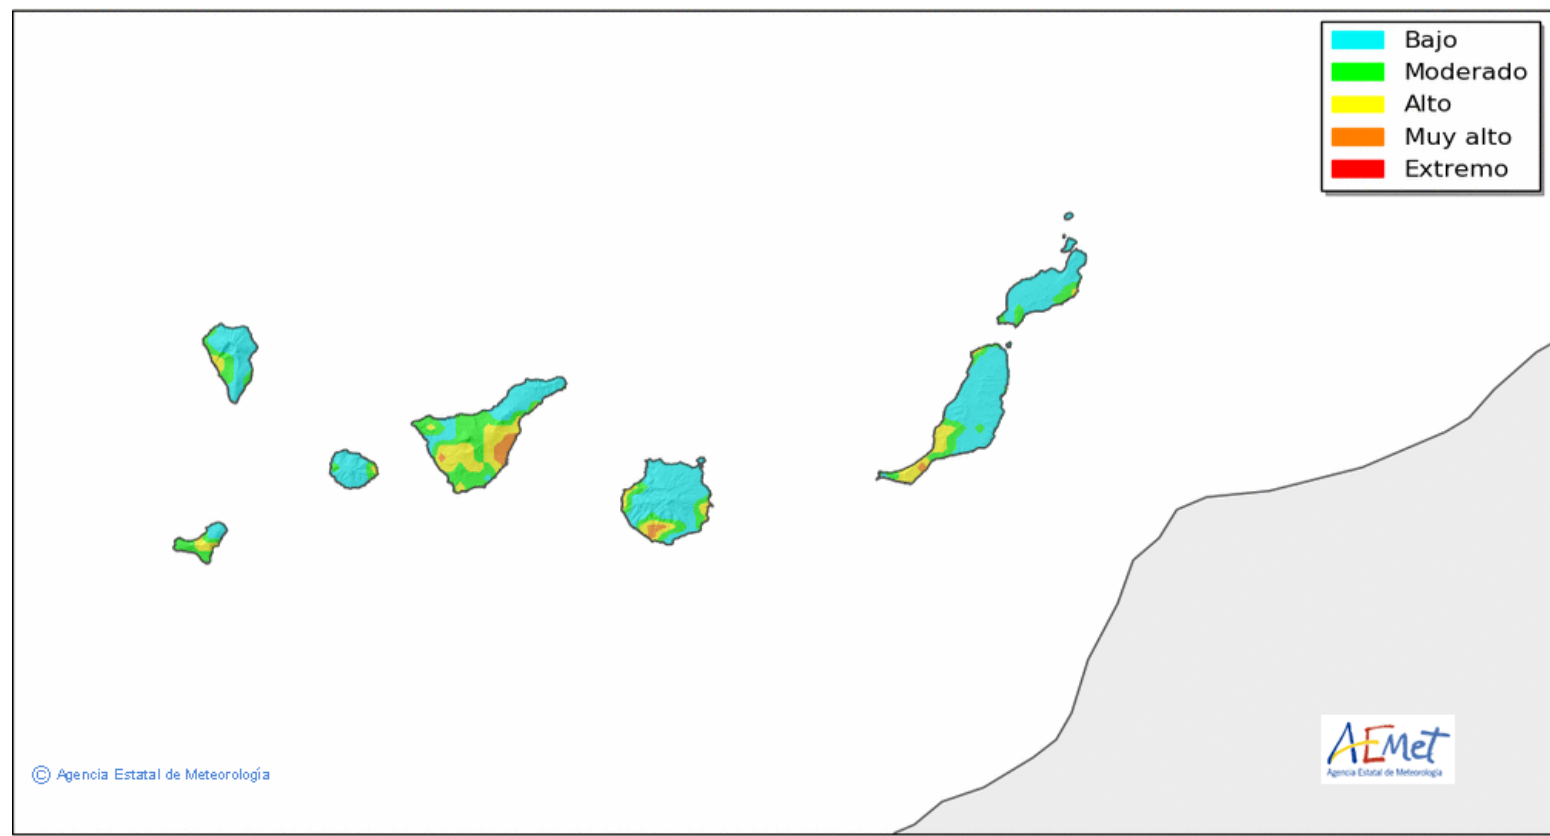 Bajo
Moderado
Alto
Muy alto
Extremo
AEMet
Agencia Estatal de Meteorología
© Agencia Estatal de Meteorología